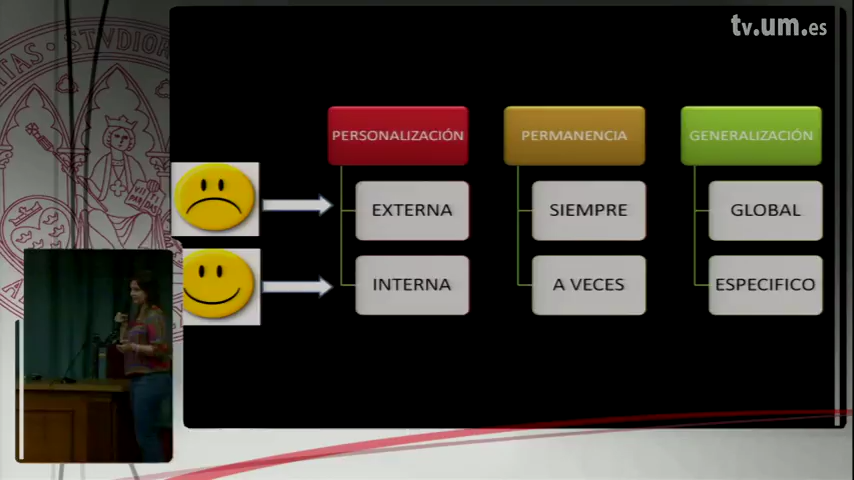 tv.um.es
PERSONALIZACIÓN
PERMANENCIA
GENERALIZACIÓN
EXTERNA
SIEMPRE
GLOBAL
INTERNA
A VECES
ESPECIFICO